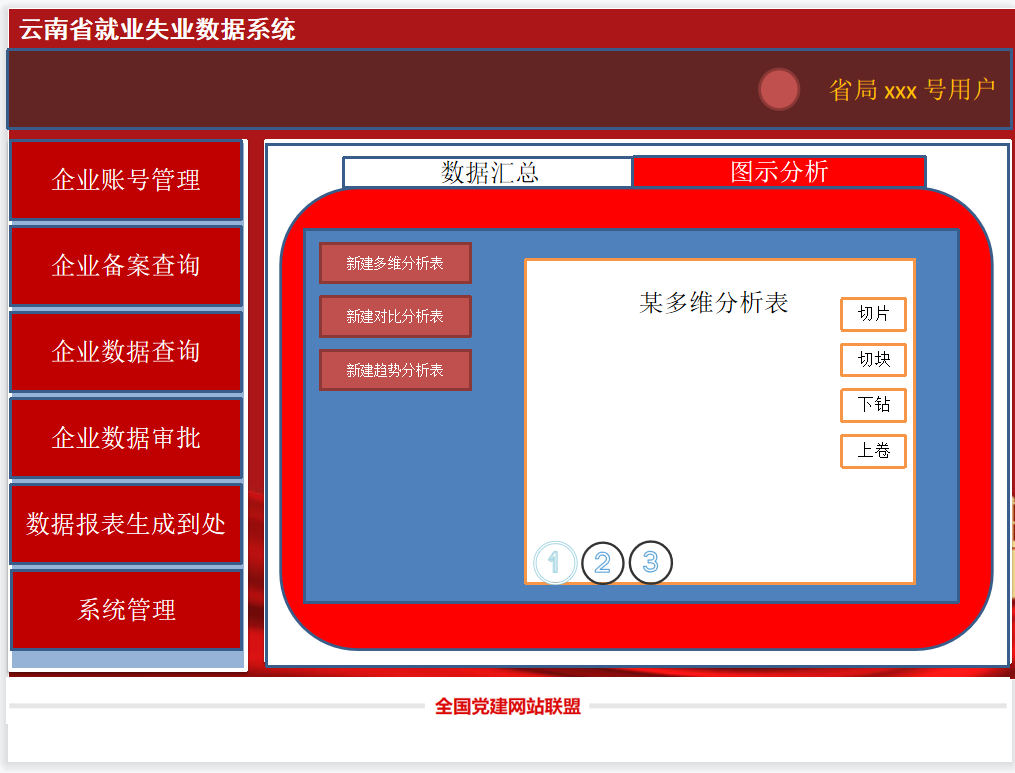 云南省就业失业数据系统
省局 xxx 号用户
企业账号管理
企业备案查询
企业数据查询
企业数据审批
数据报表生成到处
系统管理
数据汇总
图示分析
新建多维分析表
新建对比分析表
新建趋势分析表
某多维分析表
切片
切块
下钻
上卷
1 2 3
全国党建网站联盟